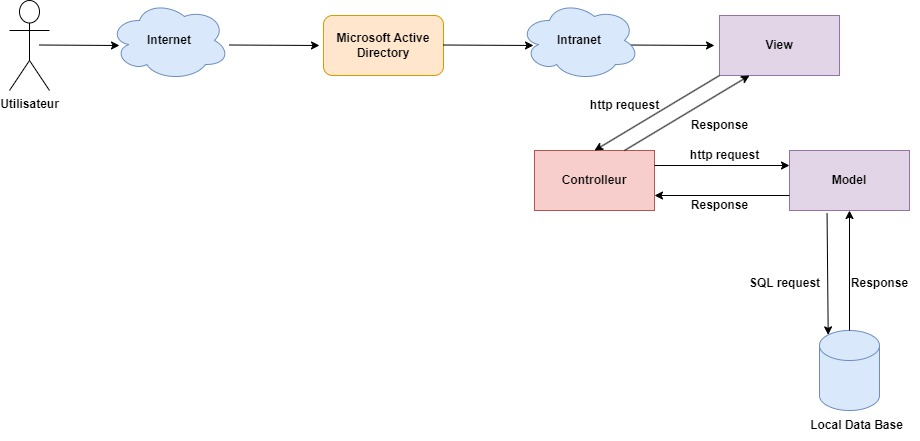 Internet
Microsoft Active
Directory
Intranet
View
Utilisateur
http request
Response
Controlleur
http request
Response
Model
SQL request
Response
Local Data Base